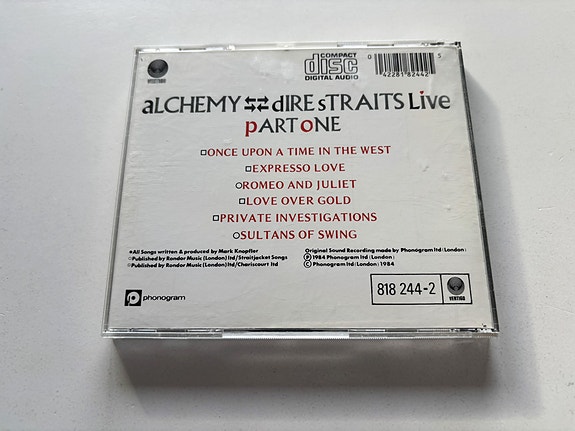 VERTIGO
COMPACT
disc
DIGITAL AUDIO
0 42281 82442 5
aLCHEMY dIRE sTRAITS Live
pART oNE
□ONCE UPON A TIME IN THE WEST
□EXPRESSO LOVE
○ROMEO AND JULIET
□LOVE OVER GOLD
□PRIVATE INVESTIGATIONS
○SULTANS OF SWING
*All Songs written & produced by Mark Knopfler
○Published by Rondor Music (London) ltd/Straitjacket Songs
□Published by Rondor Music (London) ltd/Chariscourt ltd
Original Sound Recording made by Phonogram ltd (London)
Ⓟ 1984 Phonogram ltd (London)
© Phonogram ltd (London) 1984
phonogram
818 244-2
VERTIGO